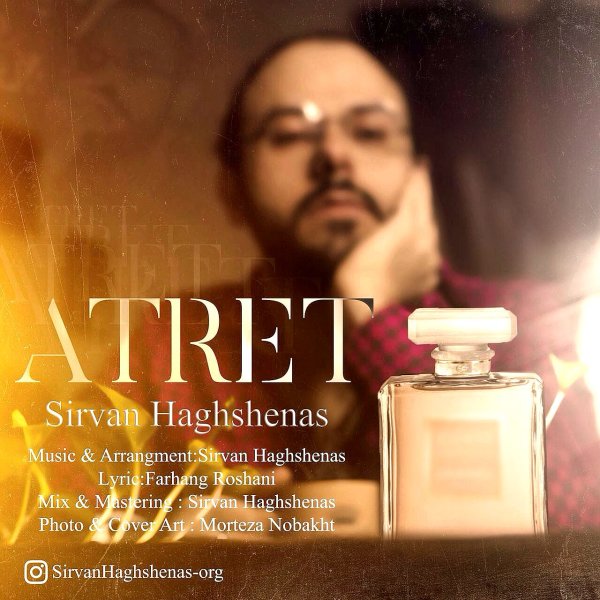 ATRET
Sirvan Haghshenas
Music & Arrangment:Sirvan Haghshenas
Lyric:Farhang Roshani
Mix & Mastering : Sirvan Haghshenas
Photo & Cover Art : Morteza Nobakht
SirvanHaghshenas-org